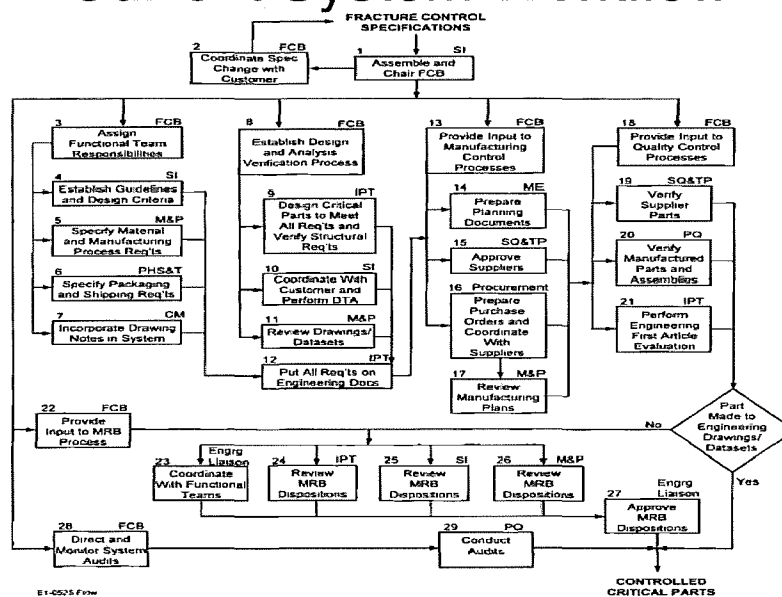 FRACTURE CONTROL
SPECIFICATIONS
2 FCB
Coordinate Spec
Change with
Customer
1 SI
Assemble and
Chair FCB
3 FCB
Assign
Functional Team
Responsibilities
4 SI
Establish Guidelines
and Design Criteria
5 M&P
Specify Material
and Manufacturing
Process Req'ts
6 PHS&T
Specify Packaging
and Shipping Req'ts
7 CM
Incorporate Drawing
Notes in System
8 FCB
Establish Design
and Analysis
Verification Process
9 IPT
Design Critical
Parts to Meet
All Req'ts and
Verify Structural
Req'ts
10 SI
Coordinate With
Customer and
Perform DTA
11 M&P
Review Drawings/
Datasets
12 IPT
Put All Req'ts on
Engineering Docs
13 FCB
Provide Input to
Manufacturing
Control
Processes
14 ME
Prepare
Planning
Documents
15 SQ&TP
Approve
Suppliers
16 Procurement
Prepare
Purchase
Orders and
Coordinate
With
Suppliers
17 M&P
Review
Manufacturing
Plans
18 FCB
Provide Input to
Quality Control
Processes
19 SQ&TP
Verify
Supplier
Parts
20 PQ
Verify
Manufactured
Parts and
Assemblies
21 IPT
Perform
Engineering
First Article
Evaluation
Part
Made to
Engineering
Drawings/
Datasets
No
Yes
22 FCB
Provide
Input to MRB
Process
23 Engrg
Liaison
Coordinate
With Functional
Teams
24 IPT
Review
MRB
Dispositions
25 SI
Review
MRB
Dispositions
26 M&P
Review
MRB
Dispositions
27 Engrg
Liaison
Approve
MRB
Dispositions
28 FCB
Direct and
Monitor System
Audits
29 PQ
Conduct
Audits
CONTROLLED
CRITICAL PARTS